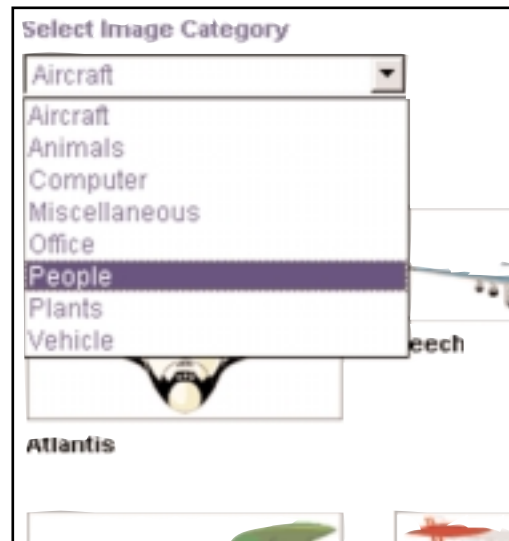 Select Image Category
Aircraft
Aircraft
Animals
Computer
Miscellaneous
Office
People
Plants
Vehicle
eech
Atlantis